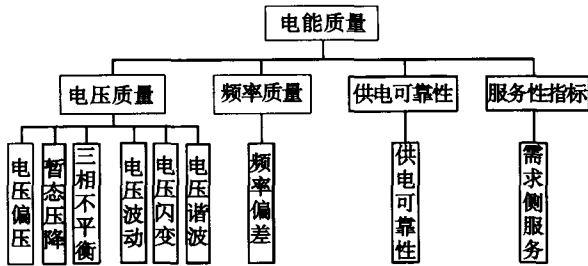 电能质量
电压质量
频率质量
供电可靠性
服务性指标
电压偏压
暂态压降
三相不平衡
电压波动
电压闪变
电压谐波
频率偏差
供电可靠性
需求侧服务